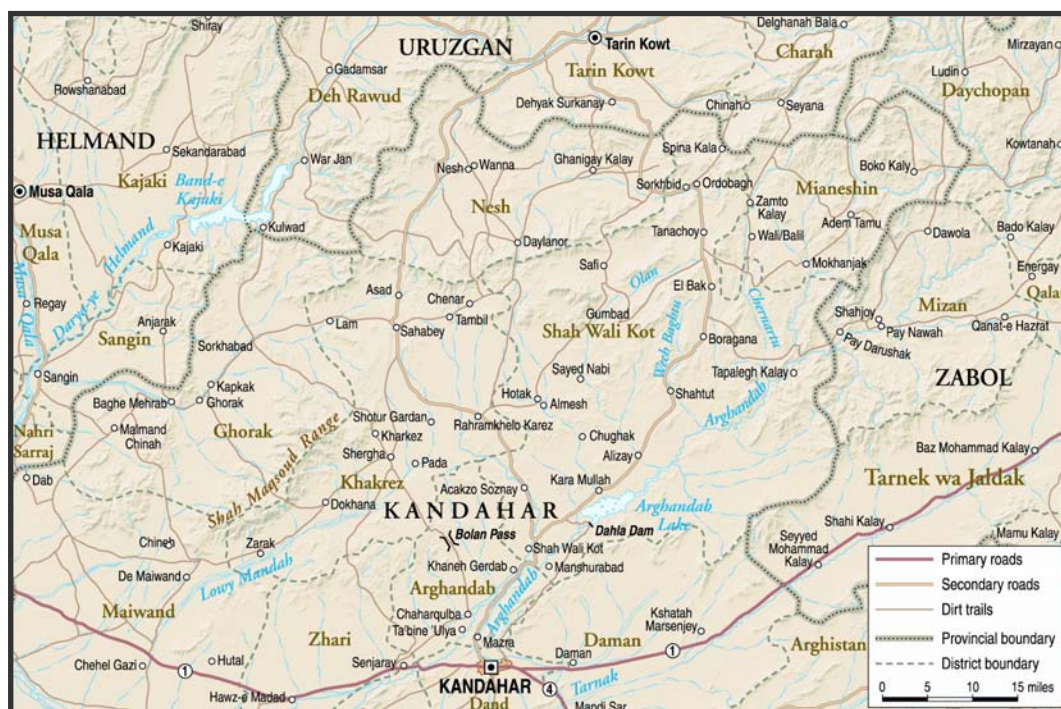 Shiray
URUZGAN
Tarin Kowt
Delghanah Bala
Charah
Mirzayan
Gadamsar
Deh Rawud
Tarin Kowt
Ludin
Daychopan
Rowshanabad
Dehyak Surkanay
Chinah
Seyana
HELMAND
Sekandarabad
War Jan
Nesh
Wanna
Ghanigay Kalay
Spina Kala
Boko Kaly
Kowtanah
Kajaki
Band-e
Kajaki
Musa Qala
Sorkhbid
Ordobagh
Mianeshin
Nesh
Zamto
Kalay
Adem Tamu
Musa
Qala
Helmand
Kulwad
Kajaki
Daylanor
Tanachoy
Wali/Balil
Dawola
Bado Kalay
Musa Qala
Darya-ye
Safi
Olan
Mokhanjak
Energay
Regay
Asad
Chenar
El Bak
Chenartu
Mizan
Qalat
Anjarak
Sangin
Lam
Tambil
Gumbad
Shah Wali Kot
Wach Baghtu
Shahjoy
Pay Nawah
Qanat-e Hazrat
Sahabey
Sorkhabad
Boragana
Pay Darushak
Sangin
Kapkak
Sayed Nabi
Tapalegh Kalay
ZABOL
Baghe Mehrab
Ghorak
Hotak
Almesh
Shahtut
Arghandab
Nahri
Sarraj
Malmand
Chinah
Ghorak
Shah Maqsoud Range
Shotur Gardan
Kharkez
Rahramkhelo Karez
Chughak
Shergha
Pada
Alizay
Baz Mohammad Kalay
Dab
Khakrez
Acakzo Soznay
Kara Mullah
Tarnek wa Jaldak
Dokhana
KANDAHAR
Arghandab
Lake
Dahla Dam
Shahi Kalay
Chineh
Zarak
Bolan Pass
Shah Wali Kot
Seyyed
Mohammad
Kalay
Mamu Kalay
De Maiwand
Lowy Mandah
Khaneh Gerdab
Manshurabad
Arghandab
Maiwand
Chaharqulba
Ta'bine 'Ulya
Arghandab
Zhari
Mazra
Daman
Kshatah
Marsenjey
Arghistan
Chehel Gazi
1
Hutal
Senjaray
Daman
1
Hawz-e Madad
KANDAHAR
4
Tarnak
Dand
Mandi Sar
Primary roads
Secondary roads
Dirt trails
Provincial boundary
District boundary
0 5 10 15 miles